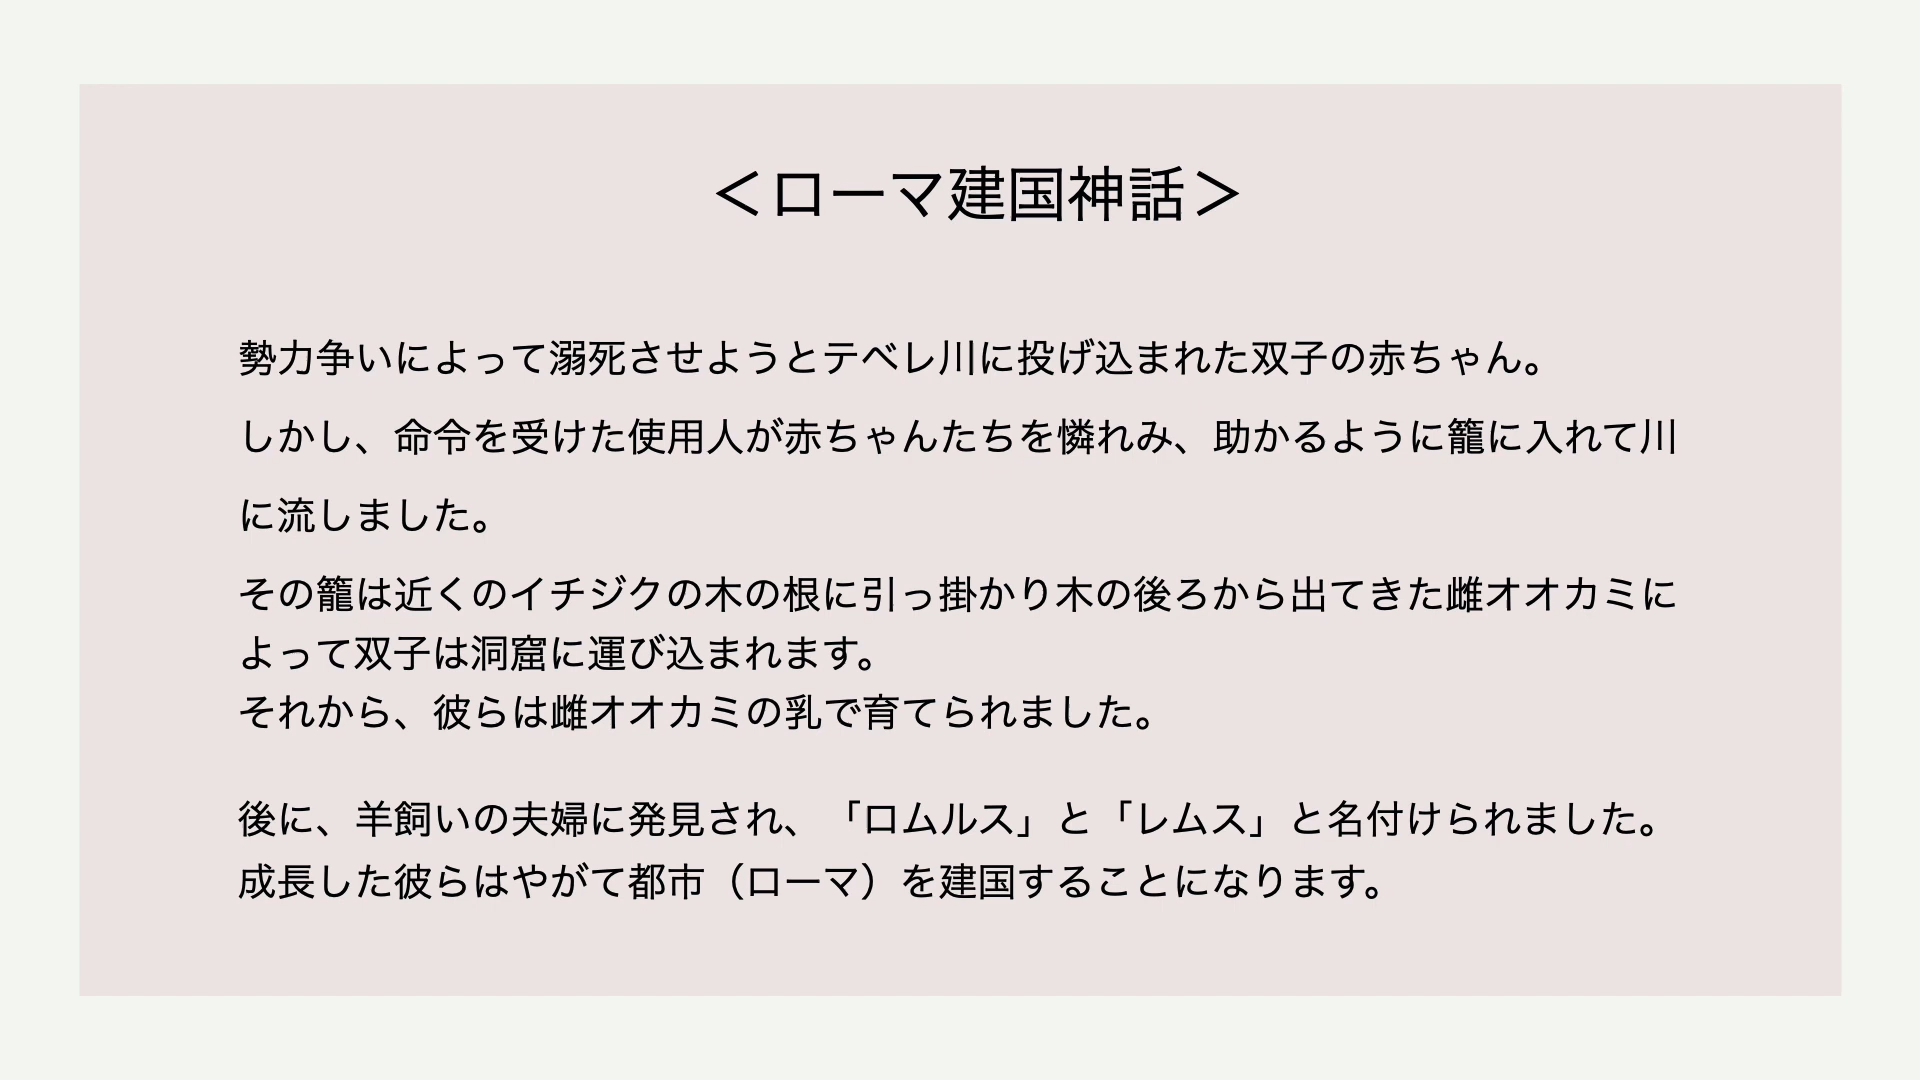 ＜ローマ建国神話＞
勢力争いによって溺死させようとテベレ川に投げ込まれた双子の赤ちゃん。
しかし、命令を受けた使用人が赤ちゃんたちを憐れみ、助かるように籠に入れて川
に流しました。
その籠は近くのイチジクの木の根に引っ掛かり木の後ろから出てきた雌オオカミに
よって双子は洞窟に運び込まれます。
それから、彼らは雌オオカミの乳で育てられました。
後に、羊飼いの夫婦に発見され、「ロムルス」と「レムス」と名付けられました。
成長した彼らはやがて都市（ローマ）を建国することになります。